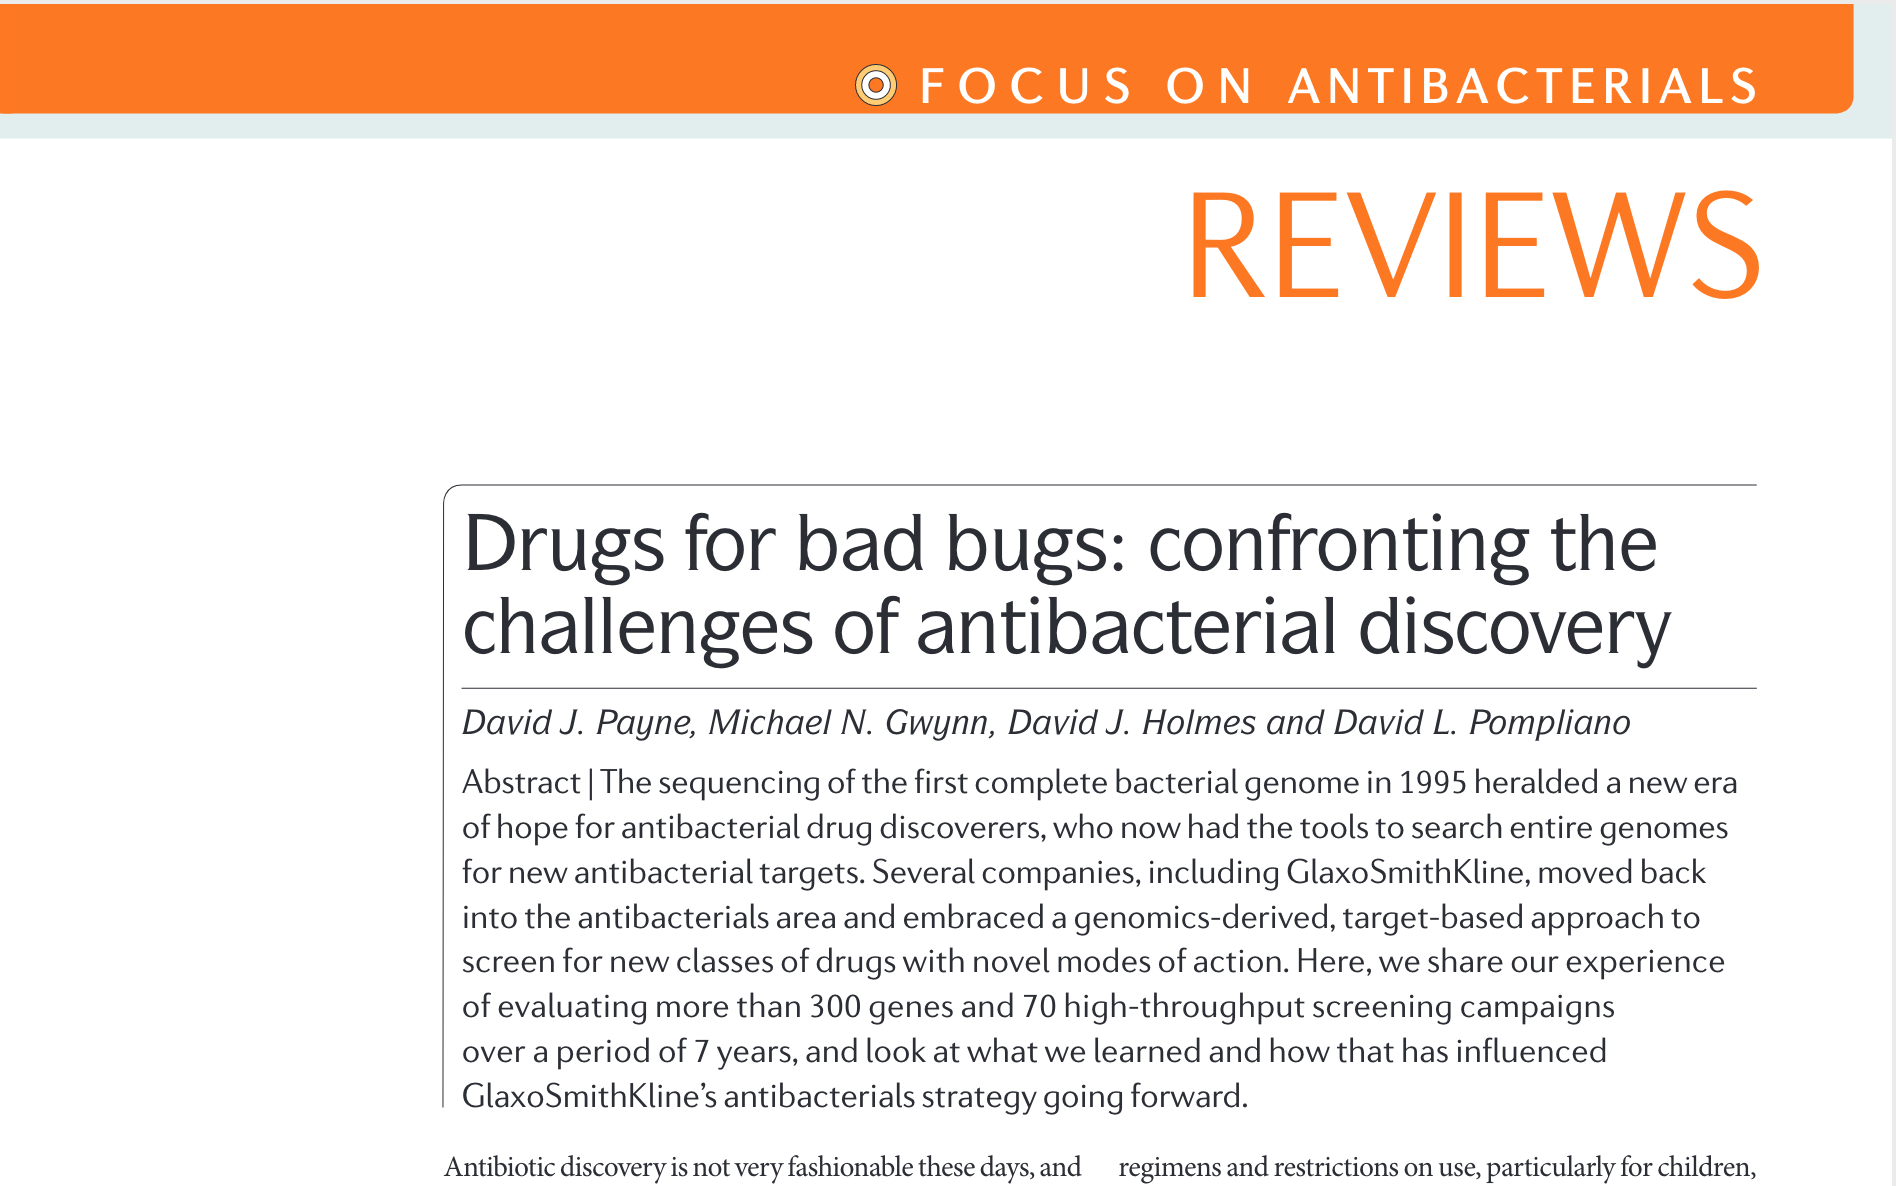 FOCUS ON ANTIBACTERIALS
REVIEWS
Drugs for bad bugs: confronting the
challenges of antibacterial discovery
David J. Payne, Michael N. Gwynn, David J. Holmes and David L. Pompliano
Abstract | The sequencing of the first complete bacterial genome in 1995 heralded a new era
of hope for antibacterial drug discoverers, who now had the tools to search entire genomes
for new antibacterial targets. Several companies, including GlaxoSmithKline, moved back
into the antibacterials area and embraced a genomics-derived, target-based approach to
screen for new classes of drugs with novel modes of action. Here, we share our experience
of evaluating more than 300 genes and 70 high-throughput screening campaigns
over a period of 7 years, and look at what we learned and how that has influenced
GlaxoSmithKline’s antibacterials strategy going forward.
Antibiotic discovery is not very fashionable these days, and
regimens and restrictions on use, particularly for children,